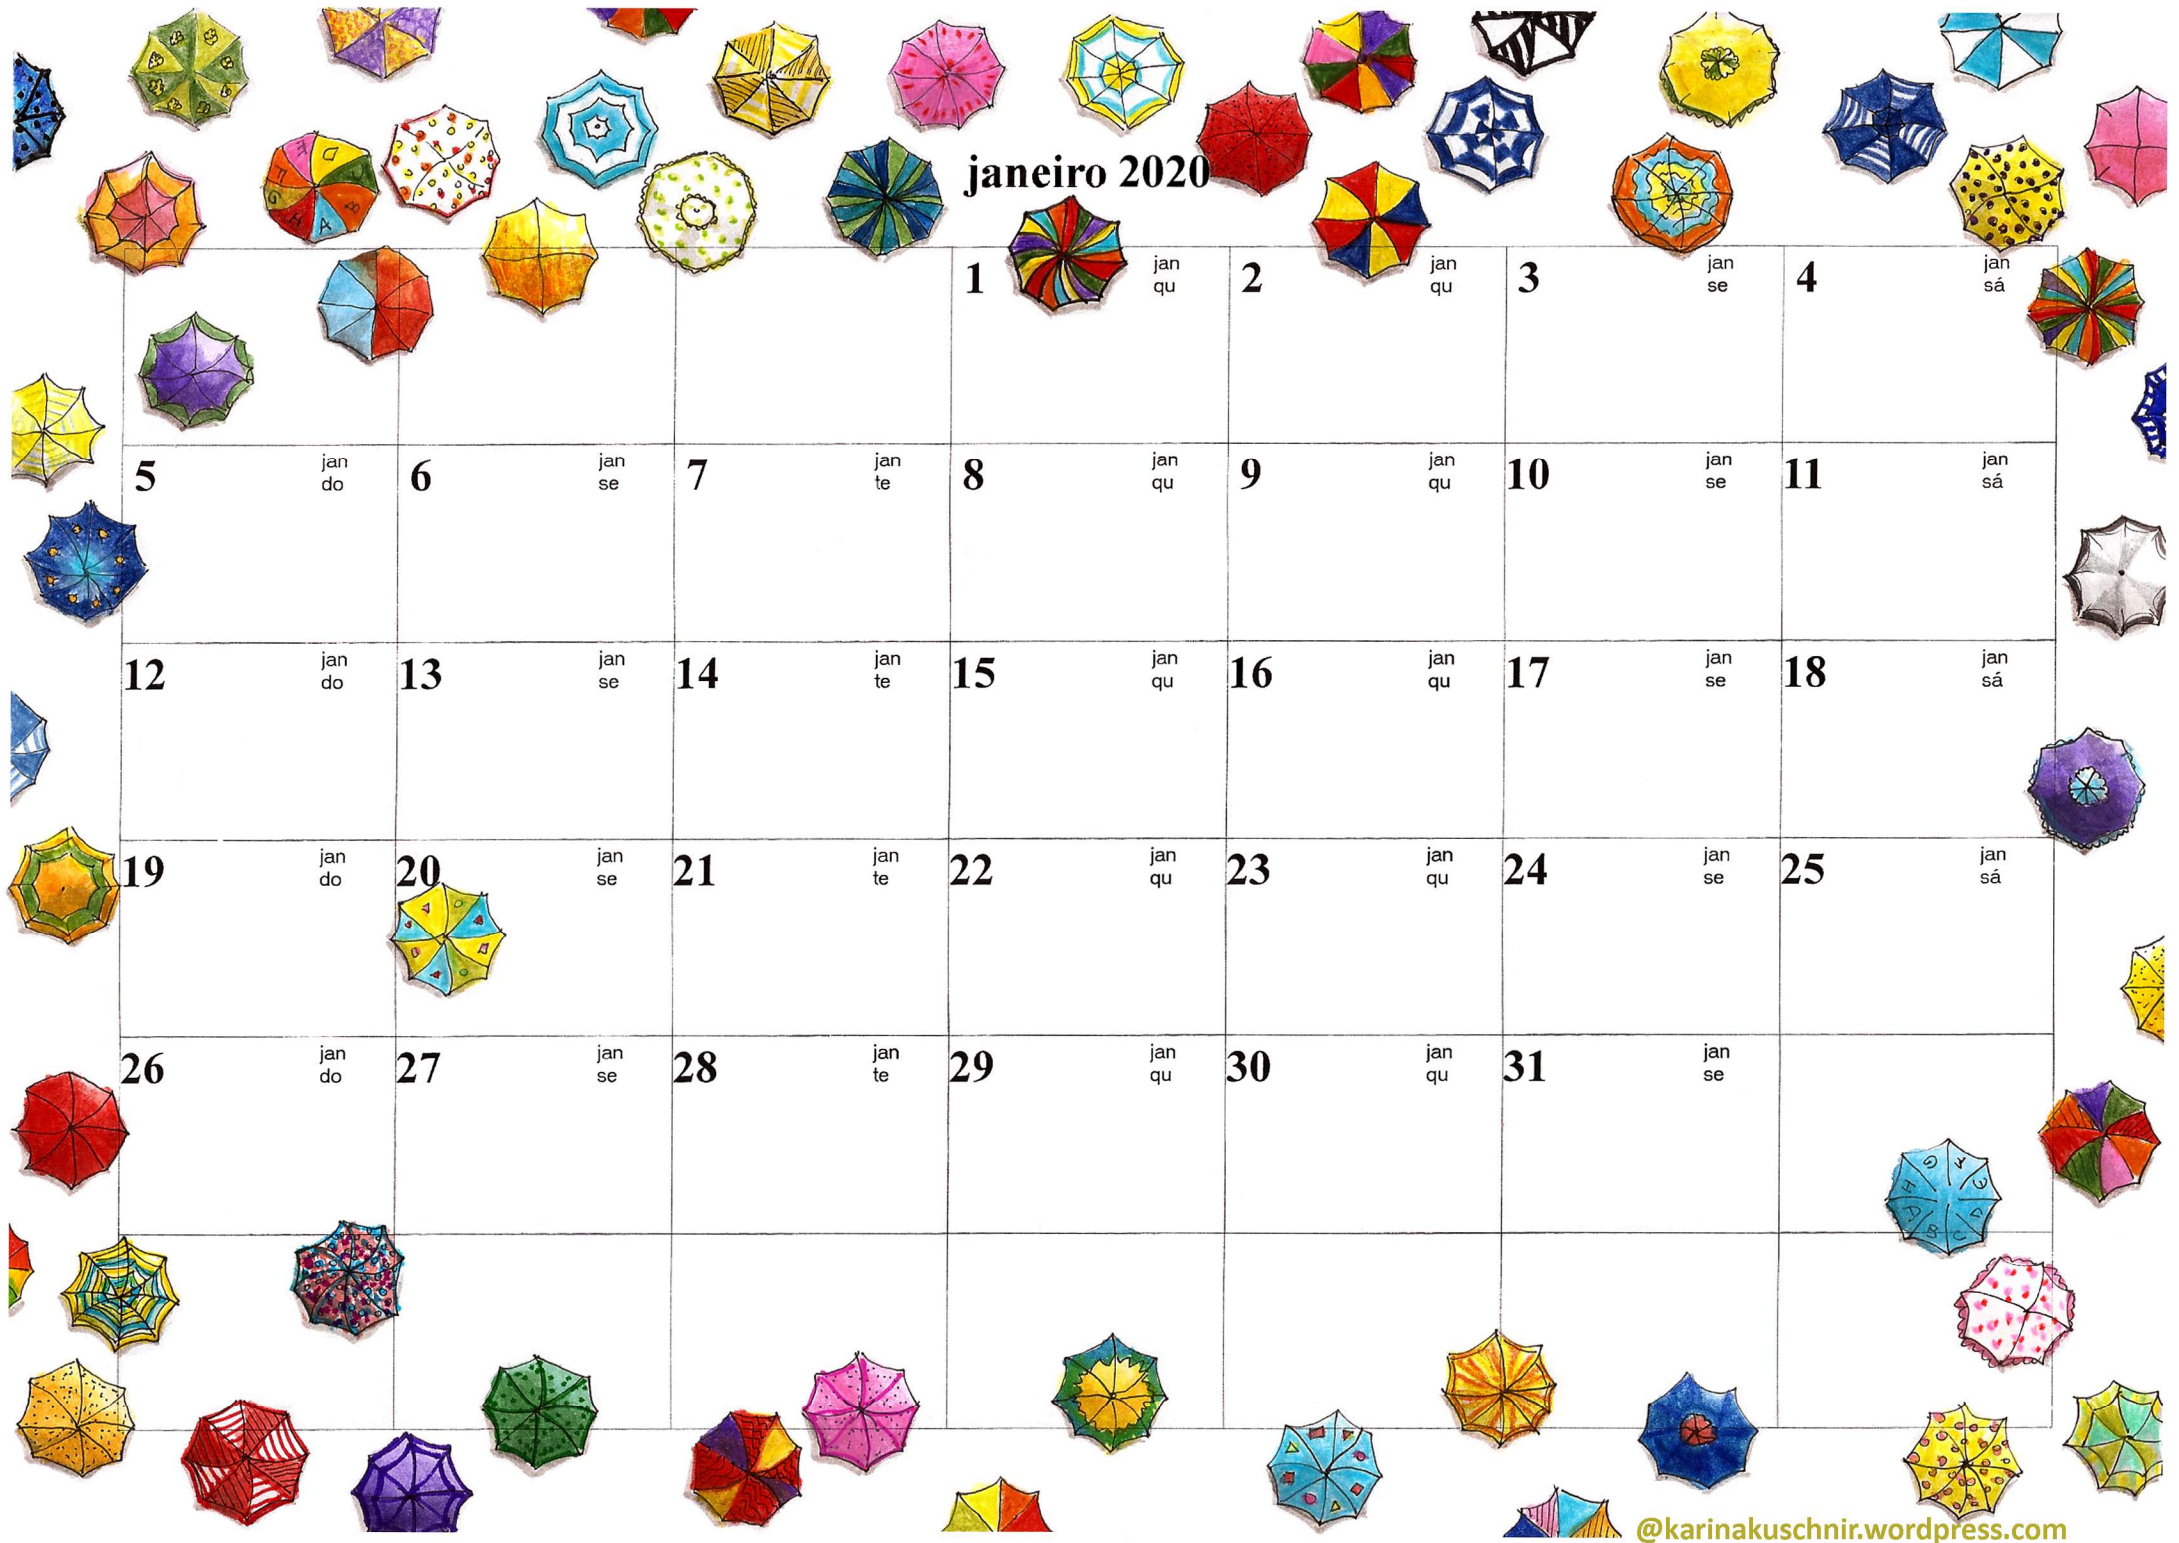 janeiro 2020
1 jan qu
2 jan qu
3 jan se
4 jan sá
5 jan do
6 jan se
7 jan te
8 jan qu
9 jan qu
10 jan se
11 jan sá
12 jan do
13 jan se
14 jan te
15 jan qu
16 jan qu
17 jan se
18 jan sá
19 jan do
20 jan se
21 jan te
22 jan qu
23 jan qu
24 jan se
25 jan sá
26 jan do
27 jan se
28 jan te
29 jan qu
30 jan qu
31 jan se
@karinakuschnir.wordpress.com